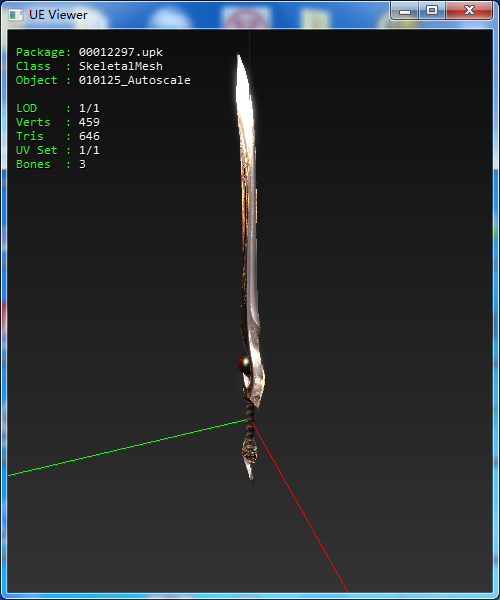 UE Viewer
Package: 00012297.upk
Class : SkeletalMesh
Object : 010125_Autoscale
LOD : 1/1
Verts : 459
Tris : 646
UV Set : 1/1
Bones : 3